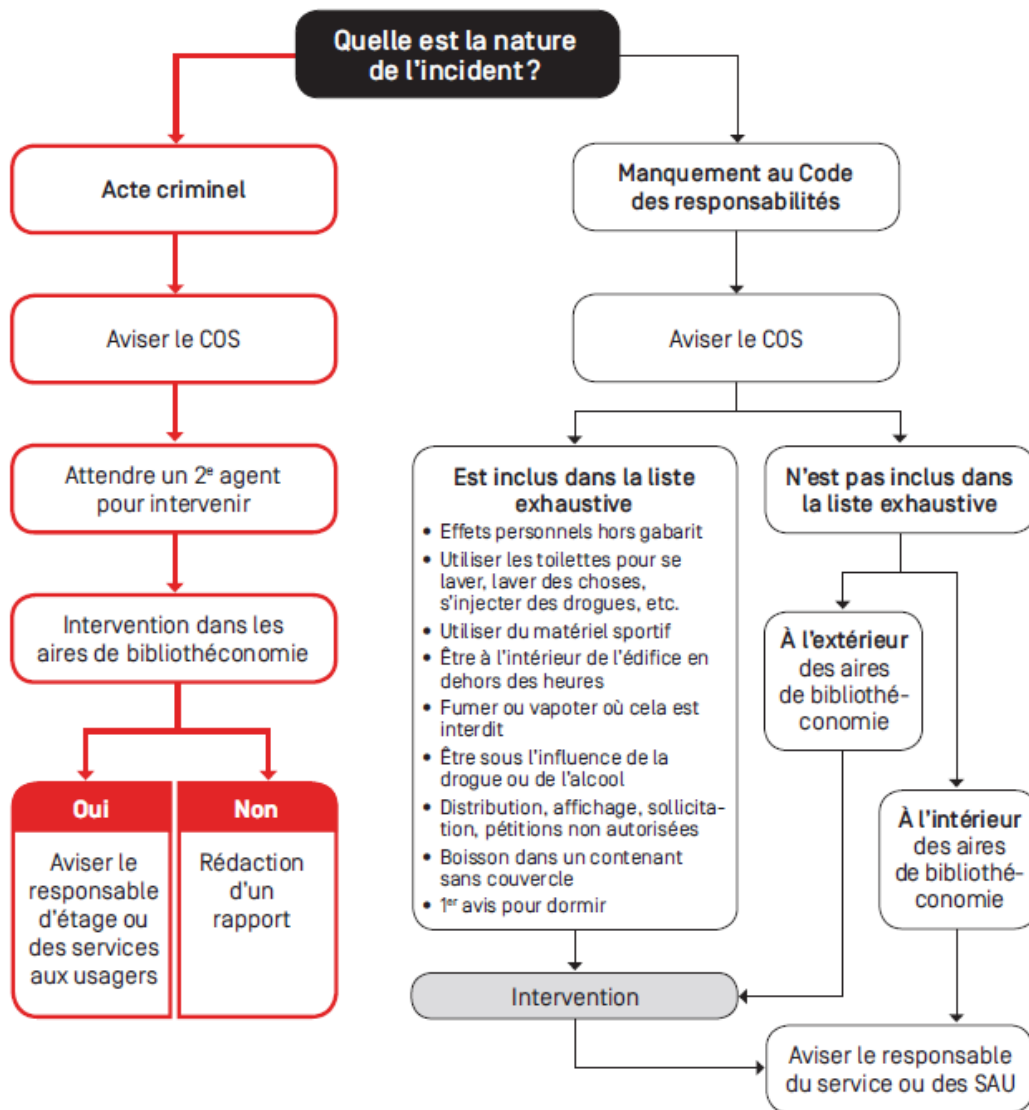 Quelle est la nature
de l'incident ?
Acte criminel
Aviser le COS
Attendre un 2e agent
pour intervenir
Intervention dans les
aires de bibliothéconomie
Oui
Aviser le
responsable
d'étage ou
des services
aux usagers
Non
Rédaction
d'un
rapport
Manquement au Code
des responsabilités
Aviser le COS
Est inclus dans la liste
exhaustive
• Effets personnels hors gabarit
• Utiliser les toilettes pour se
laver, laver des choses,
s'injecter des drogues, etc.
• Utiliser du matériel sportif
• Être à l'intérieur de l'édifice en
dehors des heures
• Fumer ou vapoter où cela est
interdit
• Être sous l'influence de la
drogue ou de l'alcool
• Distribution, affichage, sollicita-
tion, pétitions non autorisées
• Boisson dans un contenant
sans couvercle
• 1er avis pour dormir
N'est pas inclus dans
la liste exhaustive
À l'extérieur
des aires
de bibliothé-
conomie
À l'intérieur
des aires
de bibliothé-
conomie
Intervention
Aviser le responsable
du service ou des SAU